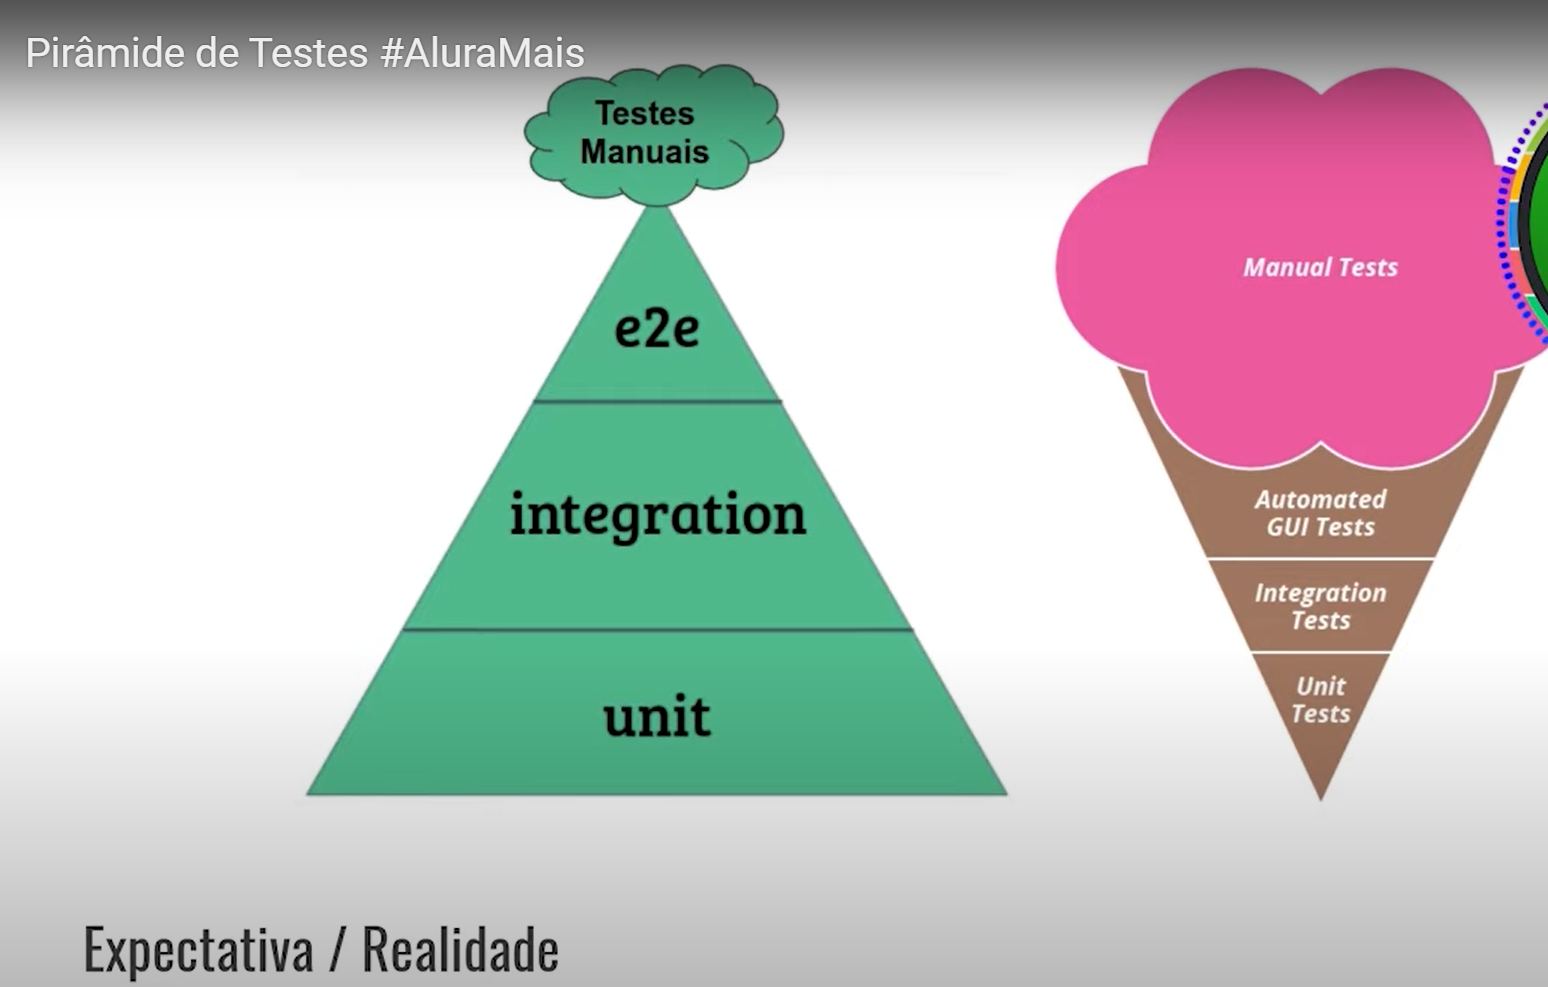 Pirâmide de Testes #AluraMais
Testes
Manuais
e2e
integration
unit
Manual Tests
Automated
GUI Tests
Integration
Tests
Unit
Tests
Expectativa / Realidade